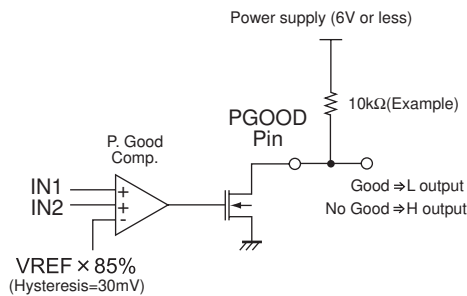 Power supply (6V or less)
10kΩ(Example)
PGOOD
Pin
P. Good
Comp.
IN1
IN2
+
+
-
Good ⇒L output
No Good ⇒H output
VREF × 85%
(Hysteresis=30mV)